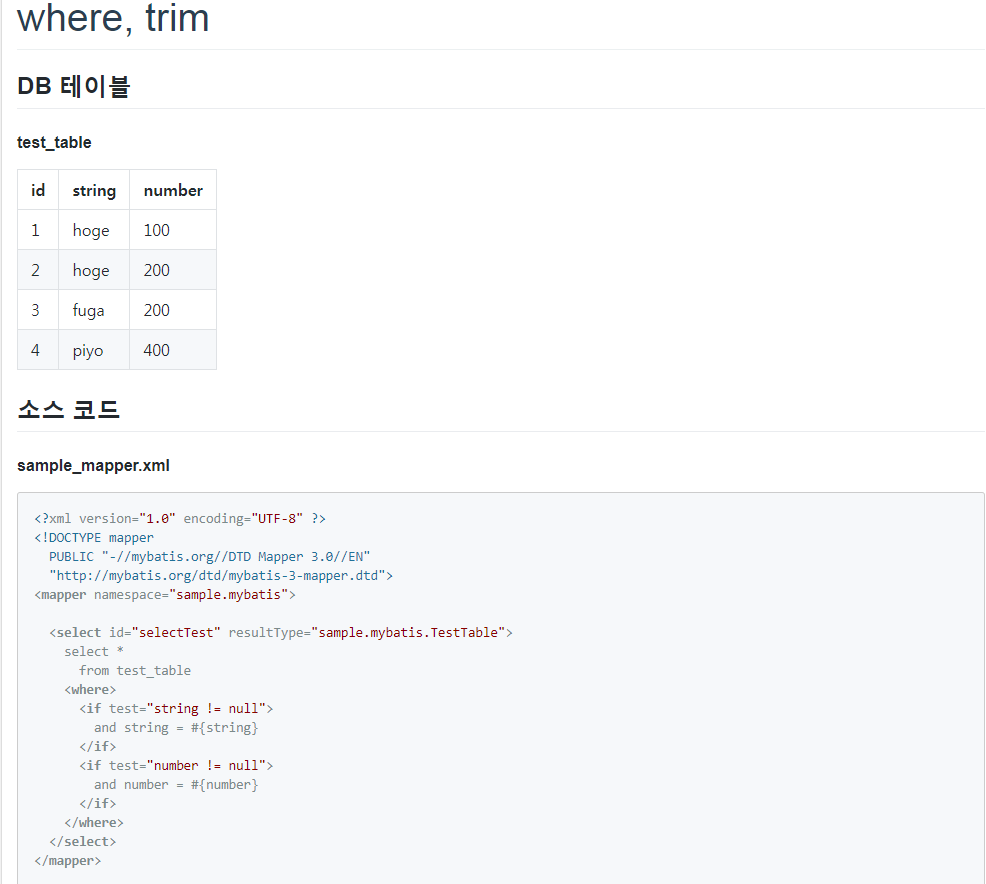 where, trim
DB 테이블
test_table
id string number
1 hoge 100
2 hoge 200
3 fuga 200
4 piyo 400
소스 코드
sample_mapper.xml
<?xml version="1.0" encoding="UTF-8" ?>
<!DOCTYPE mapper
  PUBLIC "-//mybatis.org//DTD Mapper 3.0//EN"
  "http://mybatis.org/dtd/mybatis-3-mapper.dtd">
<mapper namespace="sample.mybatis">
  <select id="selectTest" resultType="sample.mybatis.TestTable">
    select *
      from test_table
    <where>
      <if test="string != null">
        and string = #{string}
      </if>
      <if test="number != null">
        and number = #{number}
      </if>
    </where>
  </select>
</mapper>